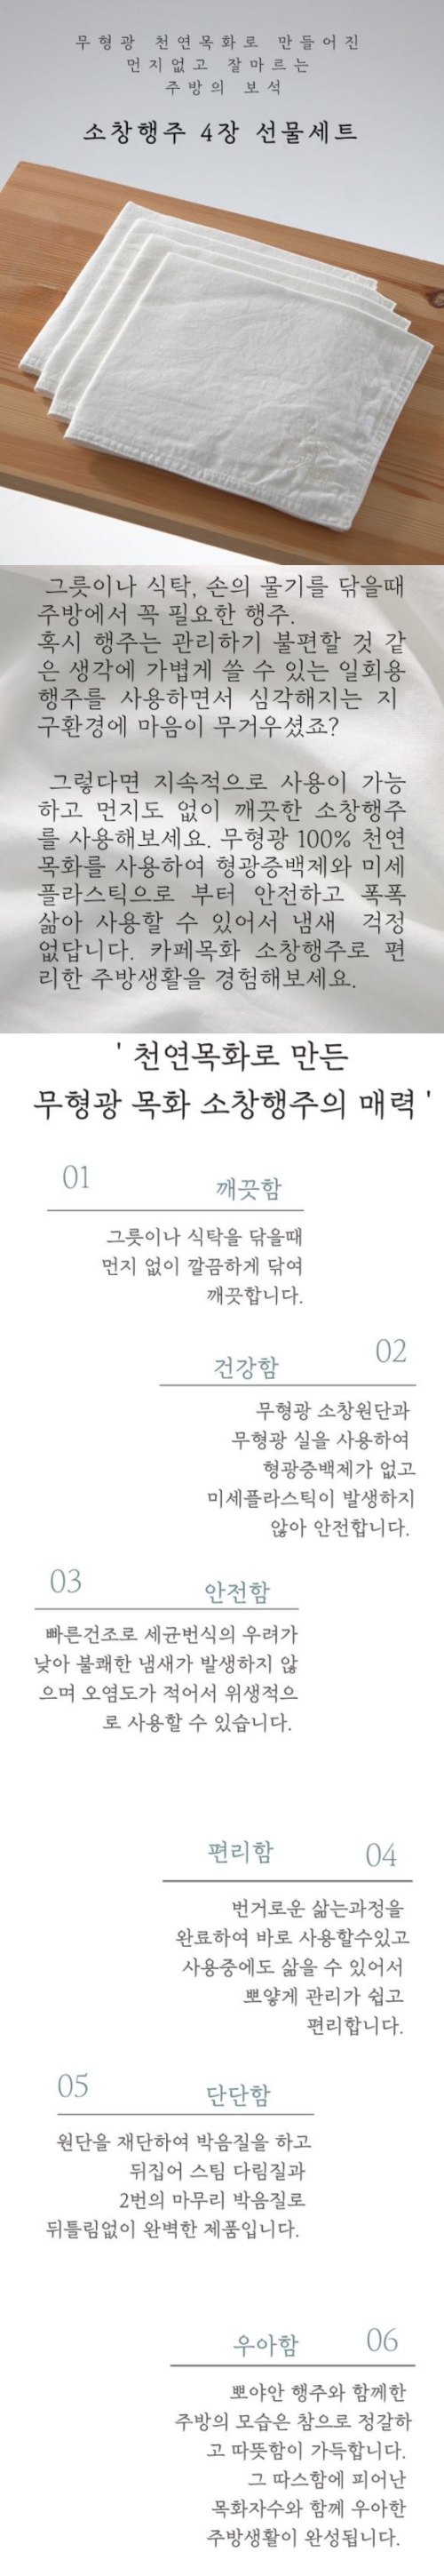 무형광 천연목화로 만들어진
먼지없고 잘마르는
주방의 보석
소창행주 4장 선물세트
그릇이나 식탁, 손의 물기를 닦을때
주방에서 꼭 필요한 행주.
혹시 행주는 관리하기 불편할 것 같
은 생각에 가볍게 쓸 수 있는 일회용
행주를 사용하면서 심각해지는 지
구환경에 마음이 무거우셨죠?
그렇다면 지속적으로 사용이 가능
하고 먼지도 없이 깨끗한 소창행주
를 사용해보세요. 무형광 100% 천연
목화를 사용하여 형광증백제와 미세
플라스틱으로 부터 안전하고 폭폭
삶아 사용할 수 있어서 냄새 걱정
없답니다. 카페목화 소창행주로 편
리한 주방생활을 경험해보세요.
' 천연목화로 만든
무형광 목화 소창행주의 매력 '
01
깨끗함
그릇이나 식탁을 닦을때
먼지 없이 깔끔하게 닦여
깨끗합니다.
02
건강함
무형광 소창원단과
무형광 실을 사용하여
형광증백제가 없고
미세플라스틱이 발생하지
않아 안전합니다.
03
안전함
빠른건조로 세균번식의 우려가
낮아 불쾌한 냄새가 발생하지 않
으며 오염도가 적어서 위생적으
로 사용할 수 있습니다.
편리함
04
번거로운 삶는과정을
완료하여 바로 사용할수있고
사용중에도 삶을 수 있어서
뽀얗게 관리가 쉽고
편리합니다.
05
단단함
원단을 재단하여 박음질을 하고
뒤집어 스팀 다림질과
2번의 마무리 박음질로
뒤틀림없이 완벽한 제품입니다.
우아함
06
뽀야안 행주와 함께한
주방의 모습은 참으로 정갈하
고 따뜻함이 가득합니다.
그 따스함에 피어난
목화자수와 함께 우아한
주방생활이 완성됩니다.